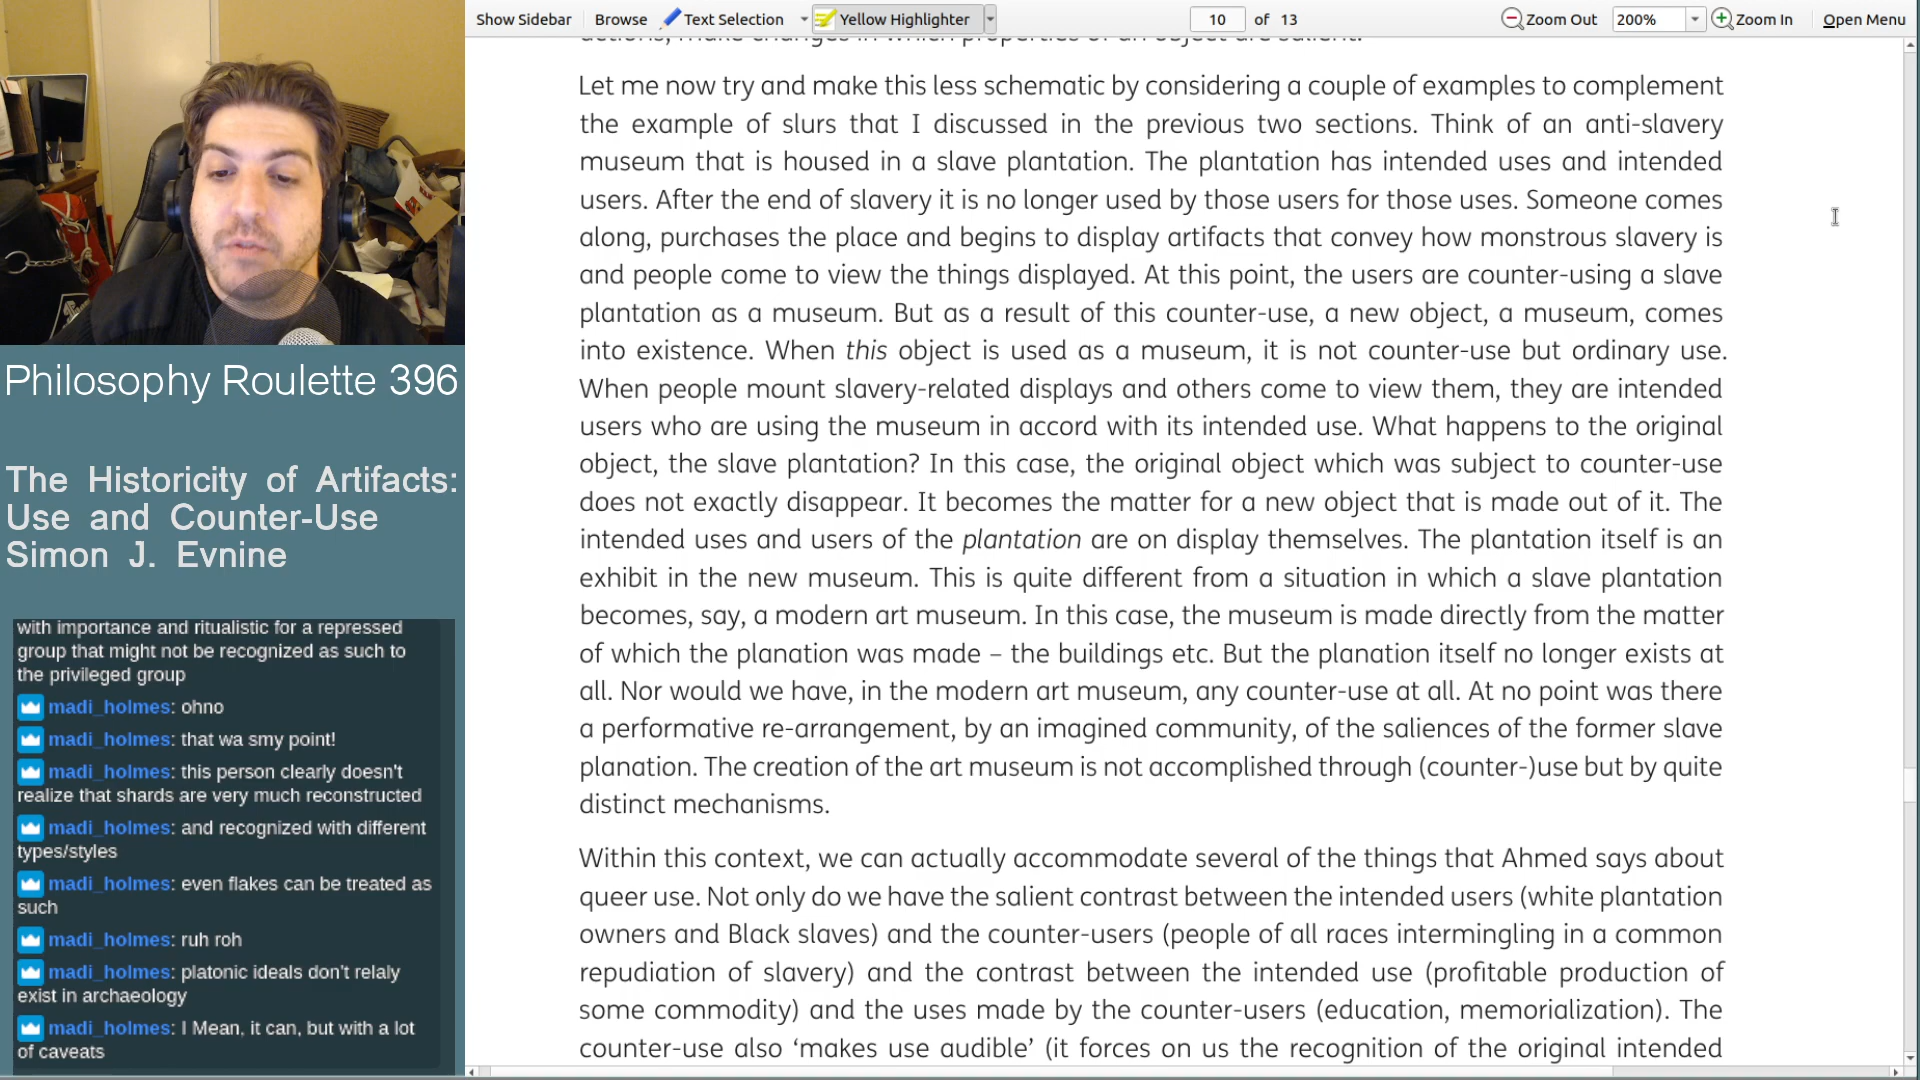 Show Sidebar
Browse
Text Selection
Yellow Highlighter
10 of 13
Zoom Out
200%
Zoom In
Open Menu
actions, make changes in which properties of an object are salient.
Let me now try and make this less schematic by considering a couple of examples to complement
the example of slurs that I discussed in the previous two sections. Think of an anti-slavery
museum that is housed in a slave plantation. The plantation has intended uses and intended
users. After the end of slavery it is no longer used by those users for those uses. Someone comes
along, purchases the place and begins to display artifacts that convey how monstrous slavery is
and people come to view the things displayed. At this point, the users are counter-using a slave
plantation as a museum. But as a result of this counter-use, a new object, a museum, comes
into existence. When this object is used as a museum, it is not counter-use but ordinary use.
When people mount slavery-related displays and others come to view them, they are intended
users who are using the museum in accord with its intended use. What happens to the original
object, the slave plantation? In this case, the original object which was subject to counter-use
does not exactly disappear. It becomes the matter for a new object that is made out of it. The
intended uses and users of the plantation are on display themselves. The plantation itself is an
exhibit in the new museum. This is quite different from a situation in which a slave plantation
becomes, say, a modern art museum. In this case, the museum is made directly from the matter
of which the planation was made – the buildings etc. But the planation itself no longer exists at
all. Nor would we have, in the modern art museum, any counter-use at all. At no point was there
a performative re-arrangement, by an imagined community, of the saliences of the former slave
planation. The creation of the art museum is not accomplished through (counter-)use but by quite
distinct mechanisms.
Within this context, we can actually accommodate several of the things that Ahmed says about
queer use. Not only do we have the salient contrast between the intended users (white plantation
owners and Black slaves) and the counter-users (people of all races intermingling in a common
repudiation of slavery) and the contrast between the intended use (profitable production of
some commodity) and the uses made by the counter-users (education, memorialization). The
counter-use also ‘makes use audible’ (it forces on us the recognition of the original intended
Philosophy Roulette 396
The Historicity of Artifacts:
Use and Counter-Use
Simon J. Evnine
with importance and ritualistic for a repressed
group that might not be recognized as such to
the privileged group
madi_holmes: ohno
madi_holmes: that wa smy point!
madi_holmes: this person clearly doesn't
realize that shards are very much reconstructed
madi_holmes: and recognized with different
types/styles
madi_holmes: even flakes can be treated as
such
madi_holmes: ruh roh
madi_holmes: platonic ideals don't relaly
exist in archaeology
madi_holmes: I Mean, it can, but with a lot
of caveats